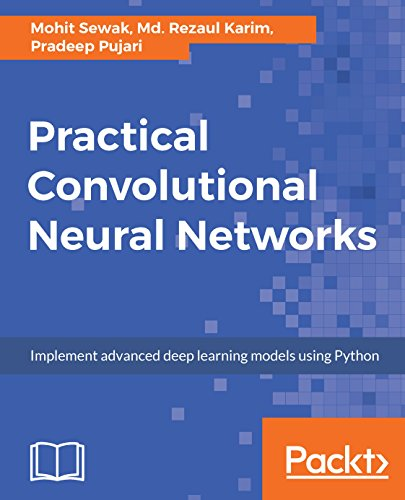 Mohit Sewak, Md. Rezaul Karim,
Pradeep Pujari
Practical
Convolutional
Neural Networks
Implement advanced deep learning models using Python
Packt>